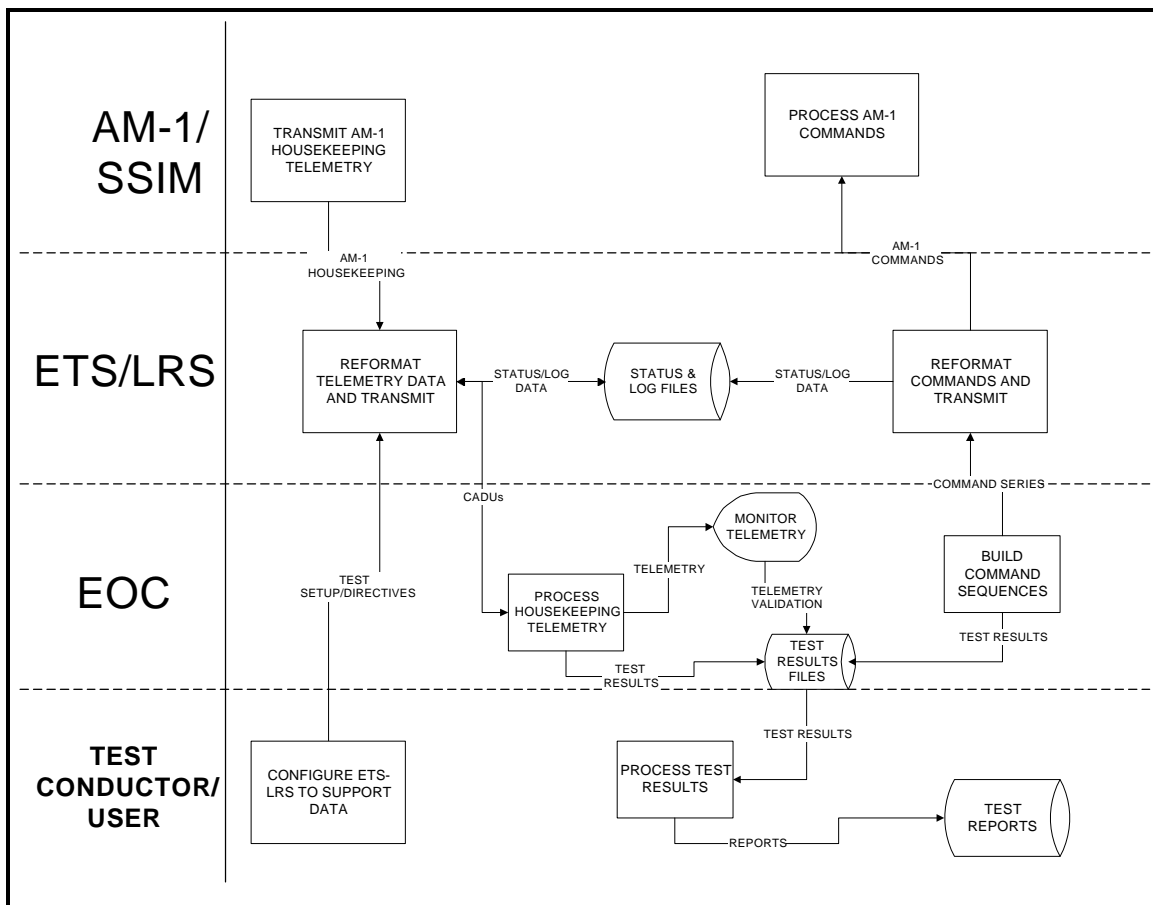 AM-1/
SSIM
TRANSMIT AM-1
HOUSEKEEPING
TELEMETRY
PROCESS AM-1
COMMANDS
AM-1
HOUSEKEEPING
AM-1
COMMANDS
ETS/LRS
REFORMAT
TELEMETRY DATA
AND TRANSMIT
STATUS/LOG
DATA
STATUS &
LOG FILES
STATUS/LOG
DATA
REFORMAT
COMMANDS AND
TRANSMIT
CADUs
COMMAND SERIES
EOC
TEST
SETUP/DIRECTIVES
PROCESS
HOUSEKEEPING
TELEMETRY
TELEMETRY
MONITOR
TELEMETRY
TELEMETRY
VALIDATION
BUILD
COMMAND
SEQUENCES
TEST RESULTS
TEST
RESULTS
TEST
RESULTS
FILES
TEST
CONDUCTOR/
USER
CONFIGURE ETS-
LRS TO SUPPORT
DATA
TEST RESULTS
PROCESS TEST
RESULTS
REPORTS
TEST
REPORTS